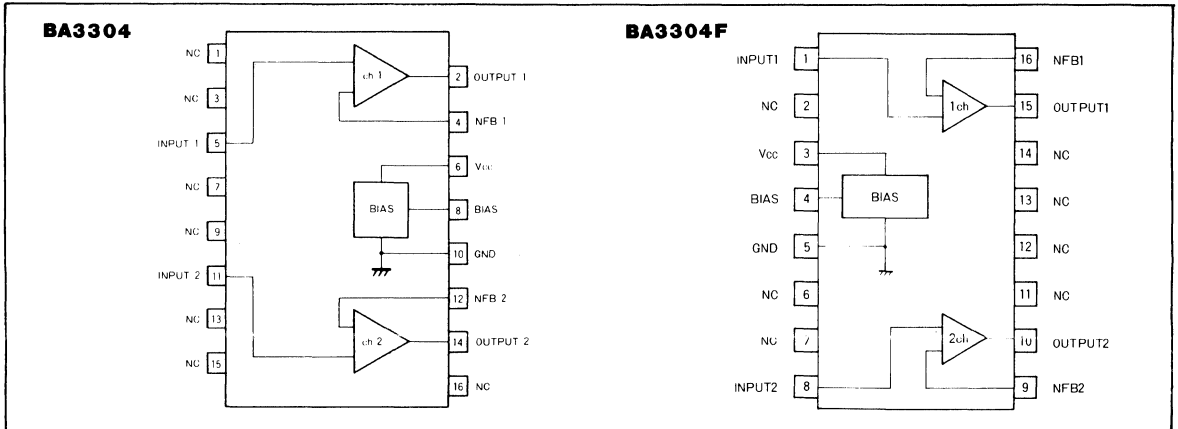 BA3304
NC 1
ch 1
2 OUTPUT 1
NC 3
4 NFB 1
INPUT 1 5
6 Vcc
NC 7
BIAS
8 BIAS
NC 9
10 GND
INPUT 2 11
12 NFB 2
NC 13
ch 2
14 OUTPUT 2
NC 15
16 NC
BA3304F
INPUT1 1
16 NFB1
NC 2
1ch
15 OUTPUT1
Vcc 3
14 NC
BIAS 4
BIAS
13 NC
GND 5
12 NC
NC 6
11 NC
NC 7
2ch
10 OUTPUT2
INPUT2 8
9 NFB2